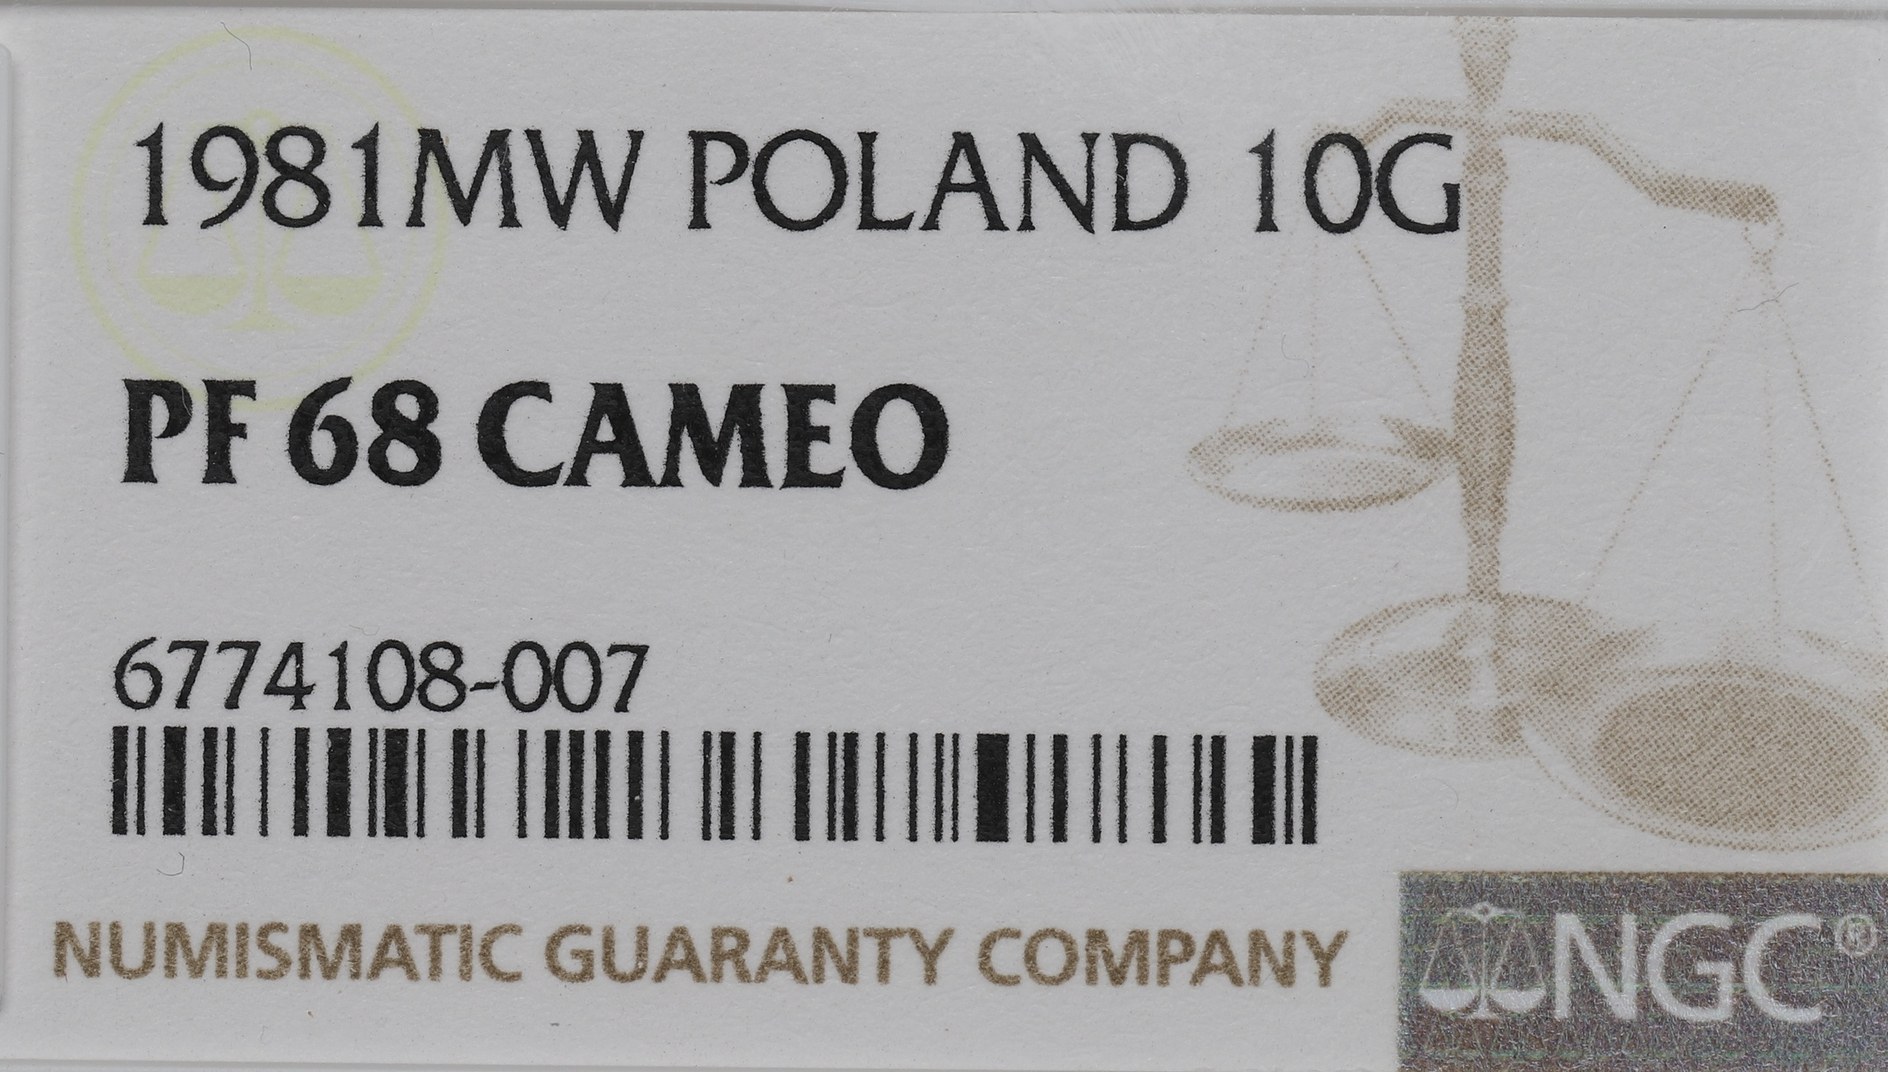 1981MW POLAND 10G
PF 68 CAMEO
6774108-007
NUMISMATIC GUARANTY COMPANY
NGC®